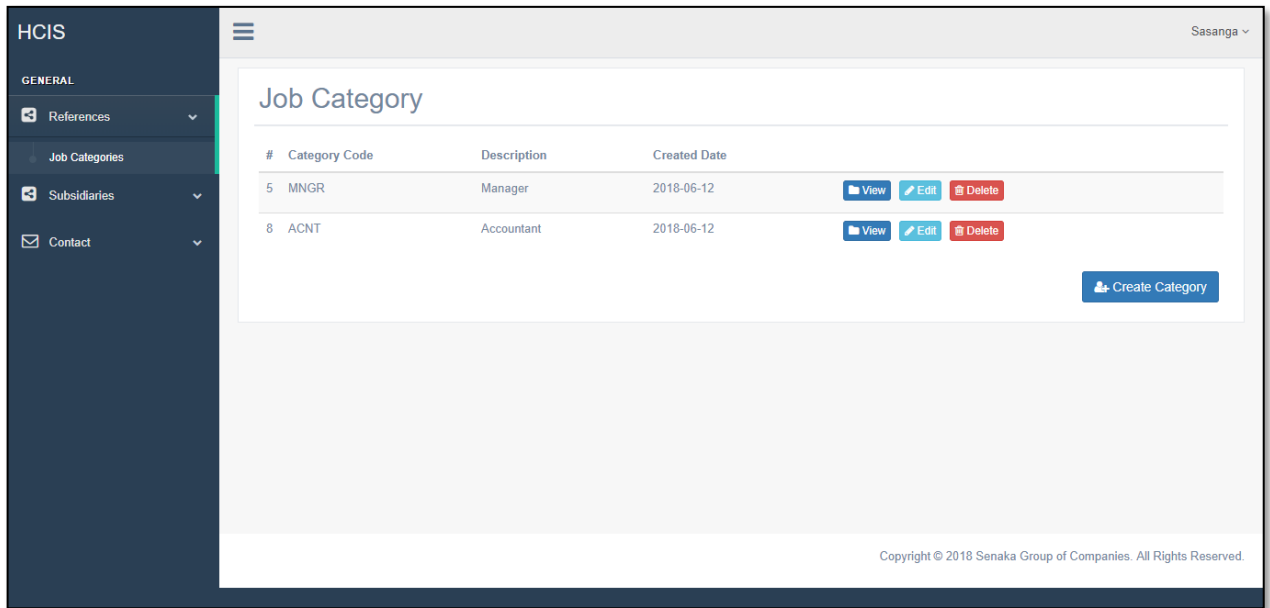 HCIS
Sasanga
GENERAL
References
Job Categories
Subsidiaries
Contact
Job Category
# Category Code Description Created Date
5 MNGR Manager 2018-06-12 View Edit Delete
8 ACNT Accountant 2018-06-12 View Edit Delete
Create Category
Copyright © 2018 Senaka Group of Companies. All Rights Reserved.